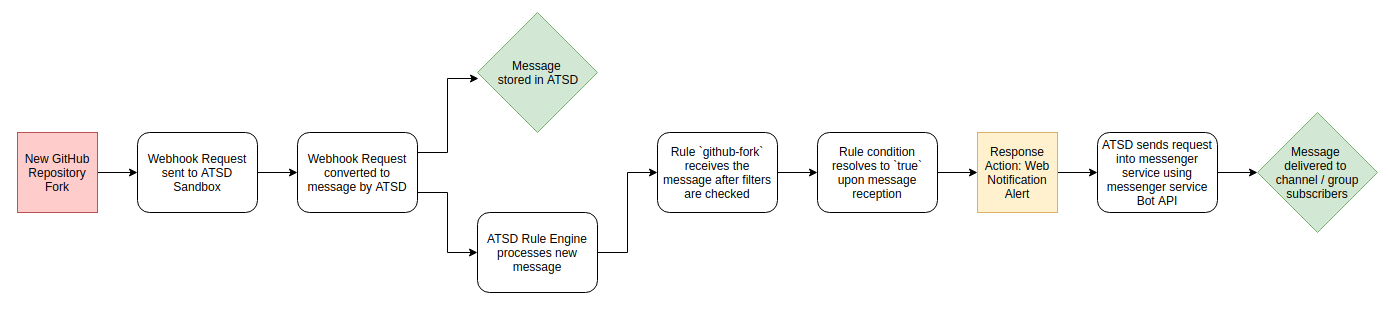 New GitHub
Repository
Fork
Webhook Request
sent to ATSD
Sandbox
Webhook Request
converted to
message by ATSD
Message
stored in ATSD
ATSD Rule Engine
processes new
message
Rule `github-fork`
receives the
message after filters
are checked
Rule condition
resolves to `true`
upon message
reception
Response
Action: Web
Notification
Alert
ATSD sends request
into messenger
service using
messenger service
Bot API
Message
delivered to
channel / group
subscribers